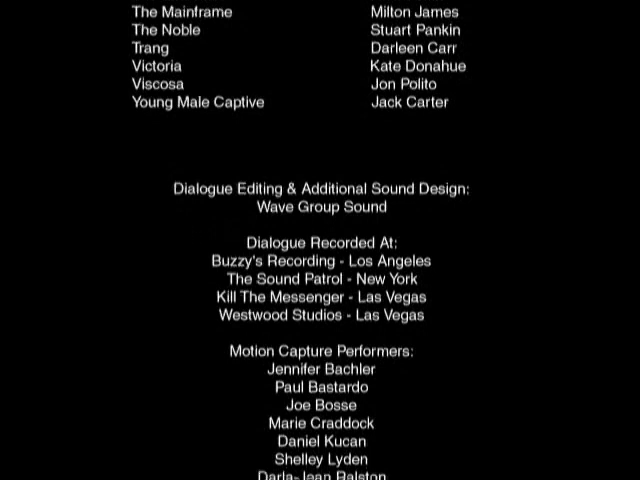 The Mainframe Milton James
The Noble Stuart Pankin
Trang Darleen Carr
Victoria Kate Donahue
Viscosa Jon Polito
Young Male Captive Jack Carter
Dialogue Editing & Additional Sound Design:
Wave Group Sound
Dialogue Recorded At:
Buzzy's Recording - Los Angeles
The Sound Patrol - New York
Kill The Messenger - Las Vegas
Westwood Studios - Las Vegas
Motion Capture Performers:
Jennifer Bachler
Paul Bastardo
Joe Bosse
Marie Craddock
Daniel Kucan
Shelley Lyden
Darla-Jean Ralston